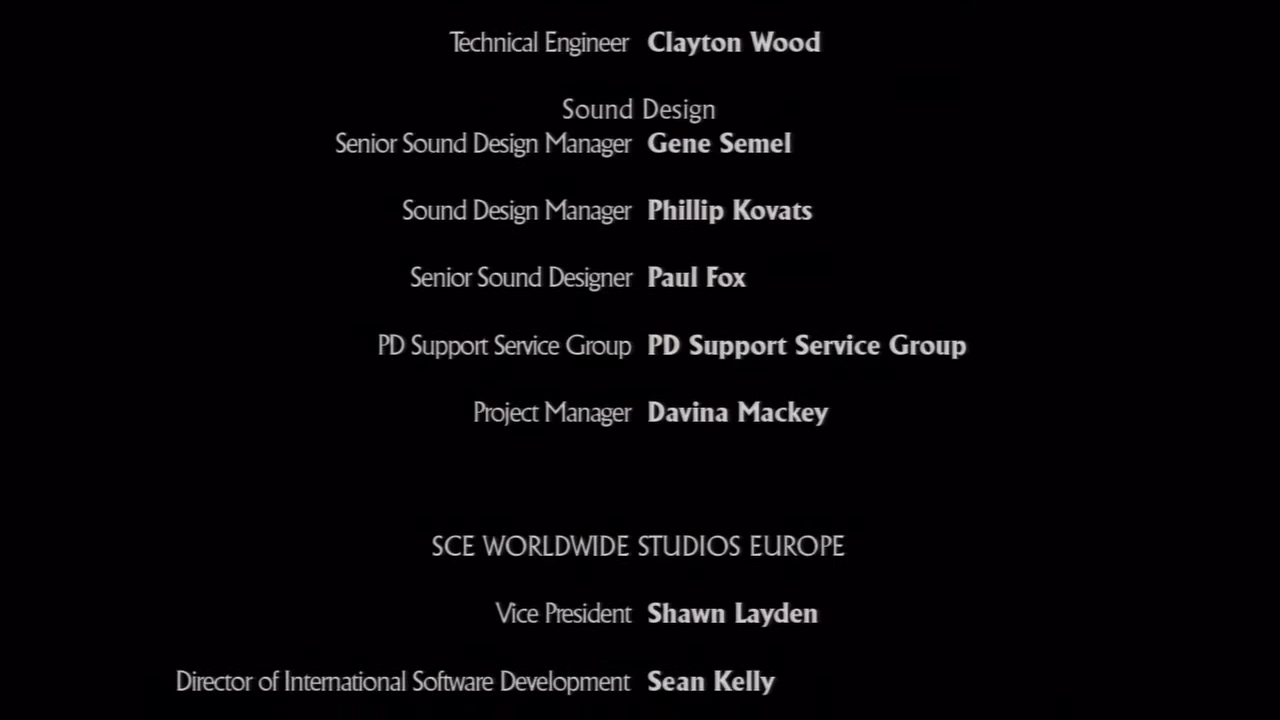 Technical Engineer Clayton Wood
Sound Design
Senior Sound Design Manager Gene Semel
Sound Design Manager Phillip Kovats
Senior Sound Designer Paul Fox
PD Support Service Group PD Support Service Group
Project Manager Davina Mackey
SCE WORLDWIDE STUDIOS EUROPE
Vice President Shawn Layden
Director of International Software Development Sean Kelly